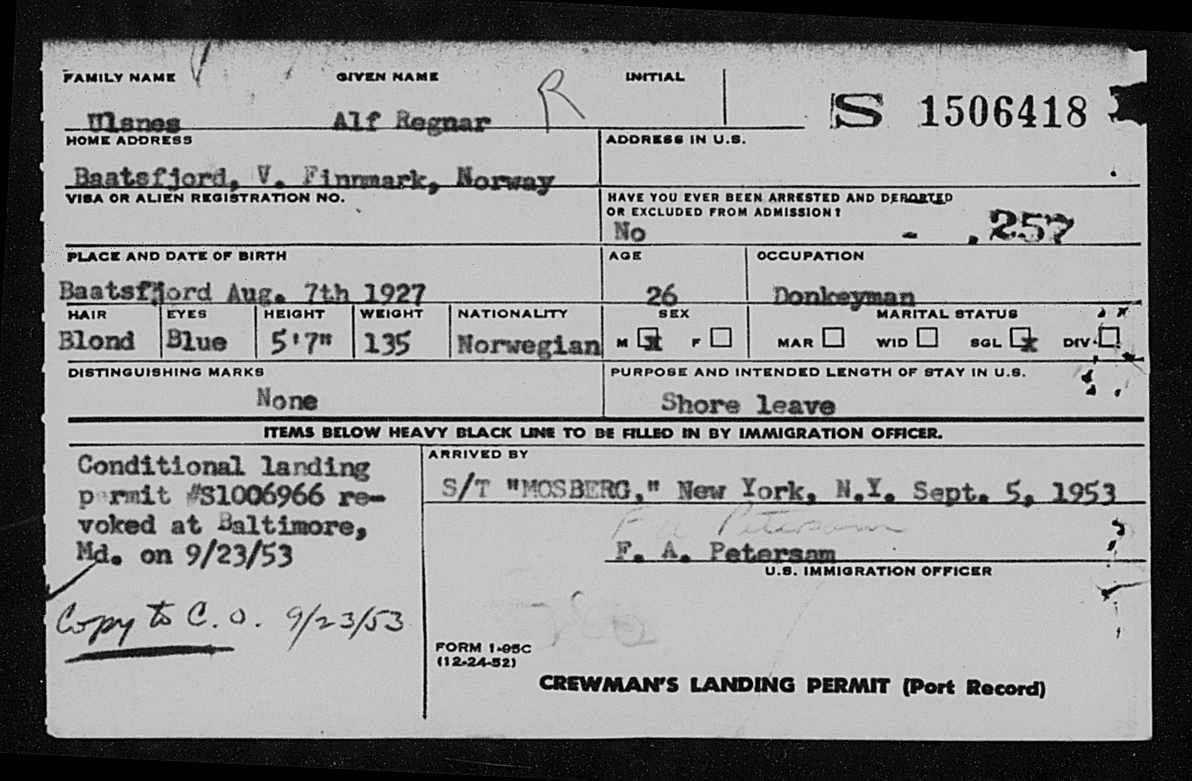 FAMILY NAME GIVEN NAME INITIAL
Ulsnes Alf Regnar R S 1506418
HOME ADDRESS ADDRESS IN U.S.
Baatsfjord, V. Finnmark, Norway
VISA OR ALIEN REGISTRATION NO. HAVE YOU EVER BEEN ARRESTED AND DEPORTED
OR EXCLUDED FROM ADMISSION?
No - .257
PLACE AND DATE OF BIRTH AGE OCCUPATION
Baatsfjord Aug. 7th 1927 26 Donkeyman
HAIR EYES HEIGHT WEIGHT NATIONALITY SEX MARITAL STATUS
Blond Blue 5'7" 135 Norwegian M x F MAR WID SGL x DIV.
DISTINGUISHING MARKS PURPOSE AND INTENDED LENGTH OF STAY IN U.S.
None Shore leave
ITEMS BELOW HEAVY BLACK LINE TO BE FILLED IN BY IMMIGRATION OFFICER.
Conditional landing
permit #S1006966 re-
voked at Baltimore,
Md. on 9/23/53
Copy to C. O. 9/23/53
ARRIVED BY
S/T "MOSBERG," New York, N.Y. Sept. 5, 1953
F A Petersam
F. A. Petersam
U.S. IMMIGRATION OFFICER
FORM I-95C
(12-24-52)
CREWMAN'S LANDING PERMIT (Port Record)